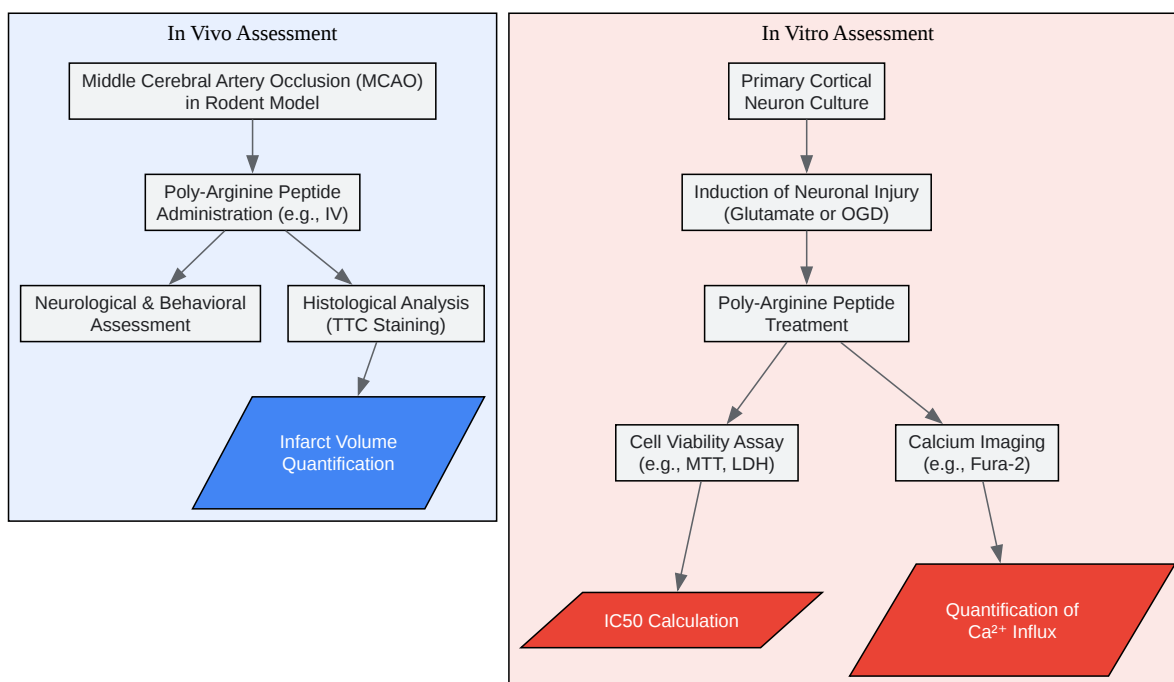 In Vivo Assessment
Middle Cerebral Artery Occlusion (MCAO)
in Rodent Model
Poly-Arginine Peptide
Administration (e.g., IV)
Neurological & Behavioral
Assessment
Histological Analysis
(TTC Staining)
Infarct Volume
Quantification
In Vitro Assessment
Primary Cortical
Neuron Culture
Induction of Neuronal Injury
(Glutamate or OGD)
Poly-Arginine Peptide
Treatment
Cell Viability Assay
(e.g., MTT, LDH)
Calcium Imaging
(e.g., Fura-2)
IC50 Calculation
Quantification of
Ca²⁺ Influx